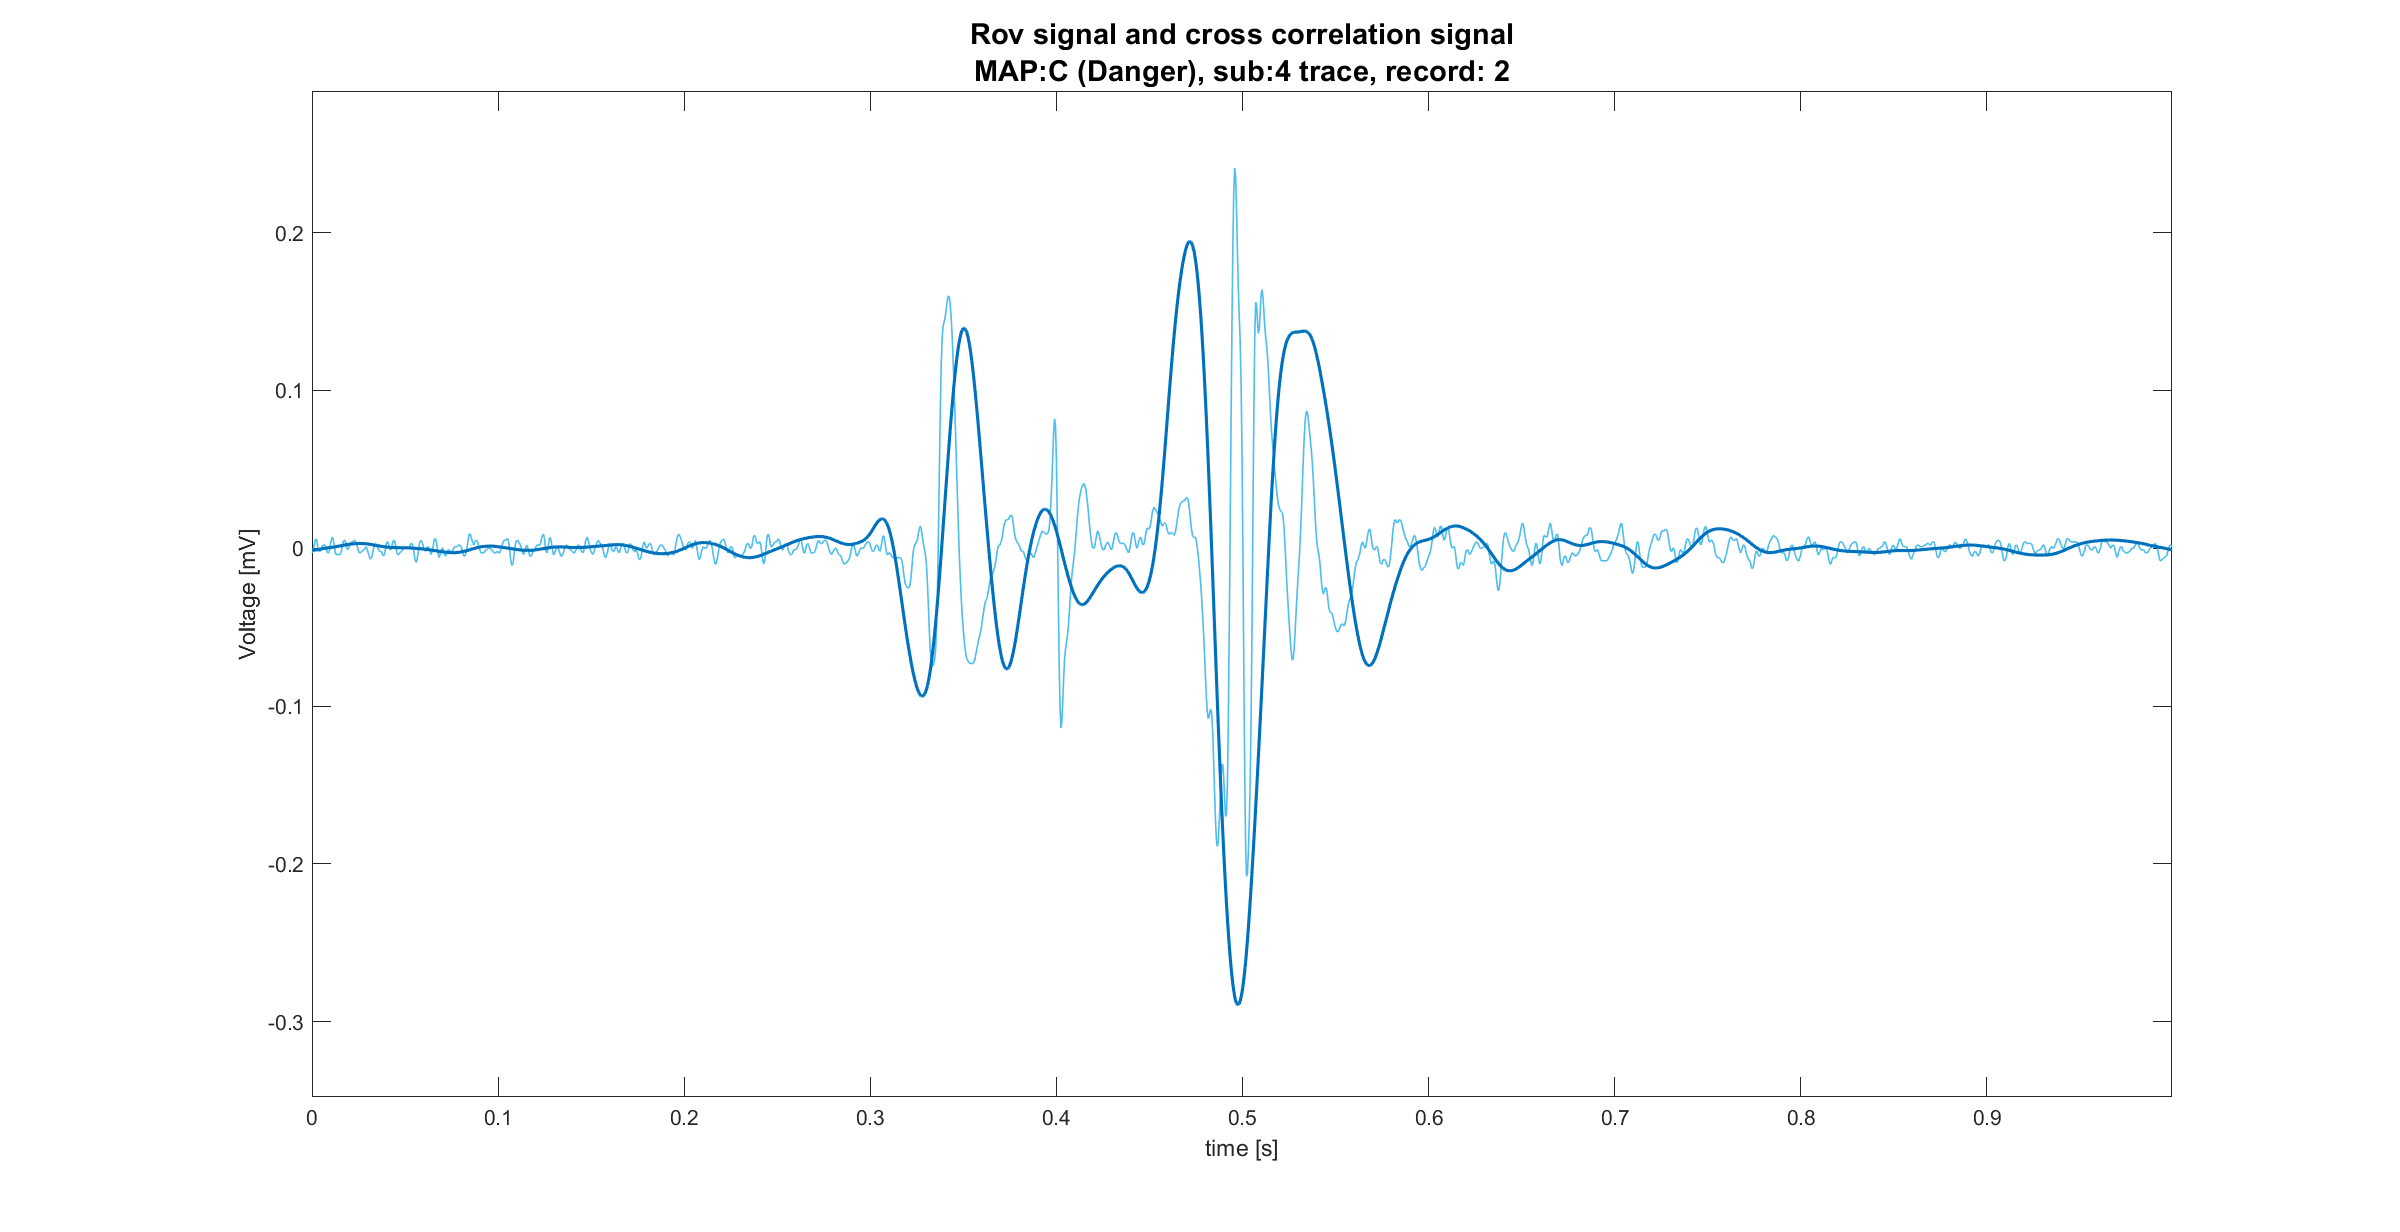 Rov signal and cross correlation signal
MAP:C (Danger), sub:4 trace, record: 2
Voltage [mV]
0.2
0.1
0
-0.1
-0.2
-0.3
0 0.1 0.2 0.3 0.4 0.5 0.6 0.7 0.8 0.9
time [s]